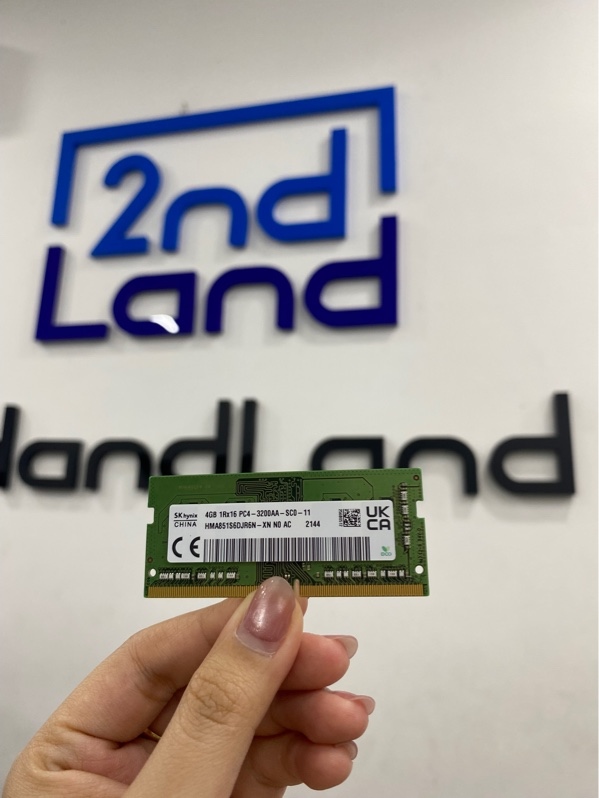 2nd
Land
HandLand
SK hynix
CHINA
4GB 1Rx16 PC4-3200AA-SC0-11
HMA851S6DJR6N-XN N0 AC 2144
CE
UK
CA